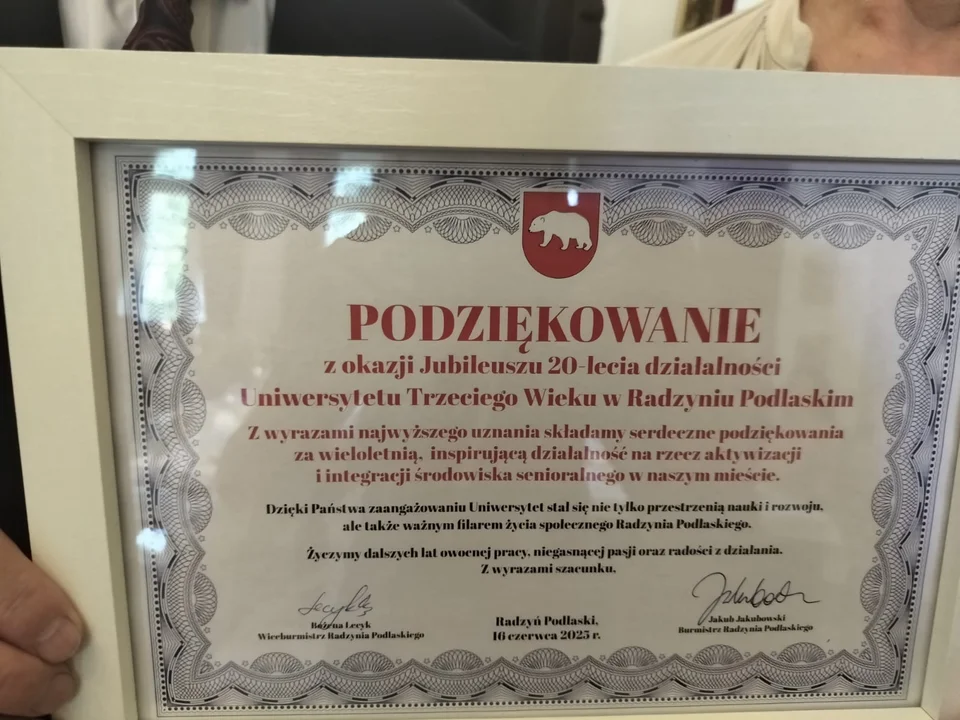 PODZIĘKOWANIE
z okazji Jubileuszu 20-lecia działalności
Uniwersytetu Trzeciego Wieku w Radzyniu Podlaskim
Z wyrazami najwyższego uznania składamy serdeczne podziękowania
za wieloletnią, inspirującą działalność na rzecz aktywizacji
i integracji środowiska senioralnego w naszym mieście.
Dzięki Państwa zaangażowaniu Uniwersytet stał się nie tylko przestrzenią nauki i rozwoju,
ale także ważnym filarem życia społecznego Radzynia Podlaskiego.
Życzymy dalszych lat owocnej pracy, niegasnącej pasji oraz radości z działania.
Z wyrazami szacunku,
Bożena Lecyk
Wiceburmistrz Radzynia Podlaskiego
Radzyń Podlaski,
16 czerwca 2025 r.
Jakub Jakubowski
Burmistrz Radzynia Podlaskiego